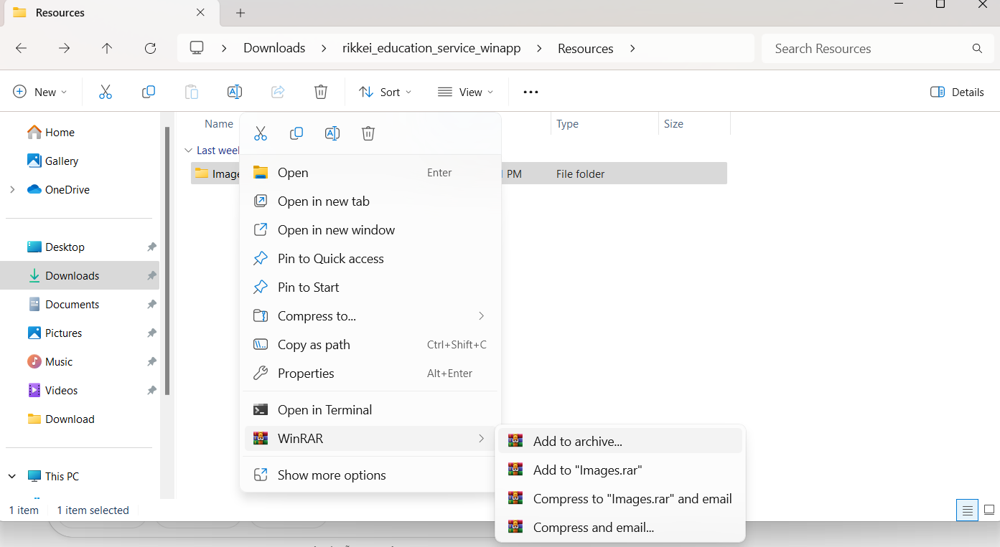 Resources
Downloads rikkei_education_service_winapp Resources
Search Resources
New
Sort
View
Details
Home
Gallery
OneDrive
Desktop
Downloads
Documents
Pictures
Music
Videos
Download
This PC
Name Type Size
Last
PM File folder
Open Enter
Open in new tab
Open in new window
Pin to Quick access
Pin to Start
Compress to...
Copy as path Ctrl+Shift+C
Properties Alt+Enter
Open in Terminal
WinRAR
Show more options
Add to archive...
Add to "Images.rar"
Compress to "Images.rar" and email
Compress and email...
1 item 1 item selected